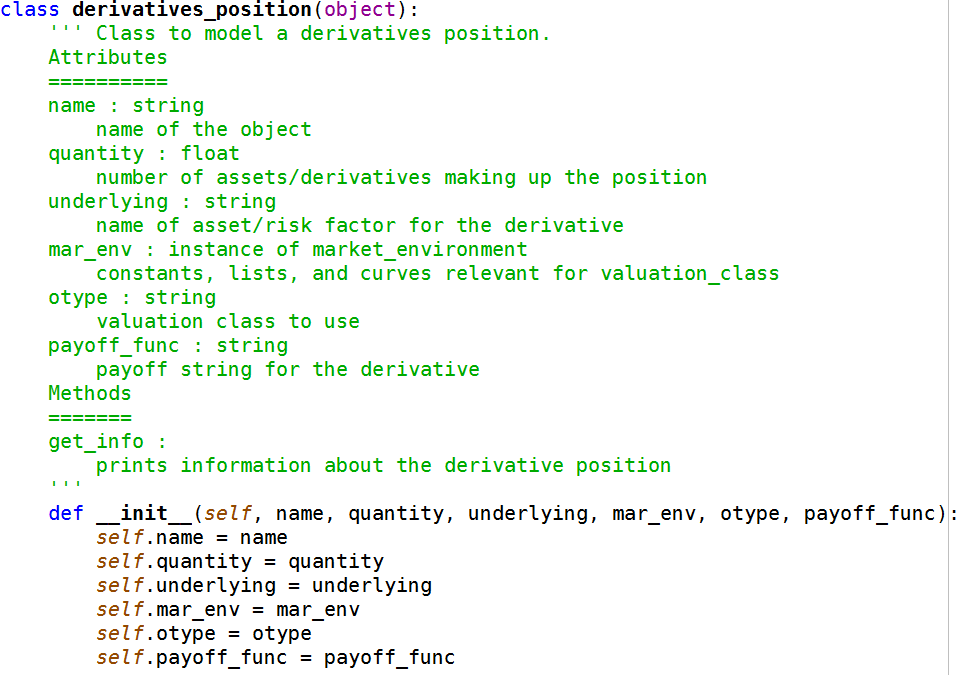 class derivatives_position(object):
    ''' Class to model a derivatives position.
    Attributes
    ==========
    name : string
        name of the object
    quantity : float
        number of assets/derivatives making up the position
    underlying : string
        name of asset/risk factor for the derivative
    mar_env : instance of market_environment
        constants, lists, and curves relevant for valuation_class
    otype : string
        valuation class to use
    payoff_func : string
        payoff string for the derivative
    Methods
    =======
    get_info :
        prints information about the derivative position
    '''
    def __init__(self, name, quantity, underlying, mar_env, otype, payoff_func):
        self.name = name
        self.quantity = quantity
        self.underlying = underlying
        self.mar_env = mar_env
        self.otype = otype
        self.payoff_func = payoff_func